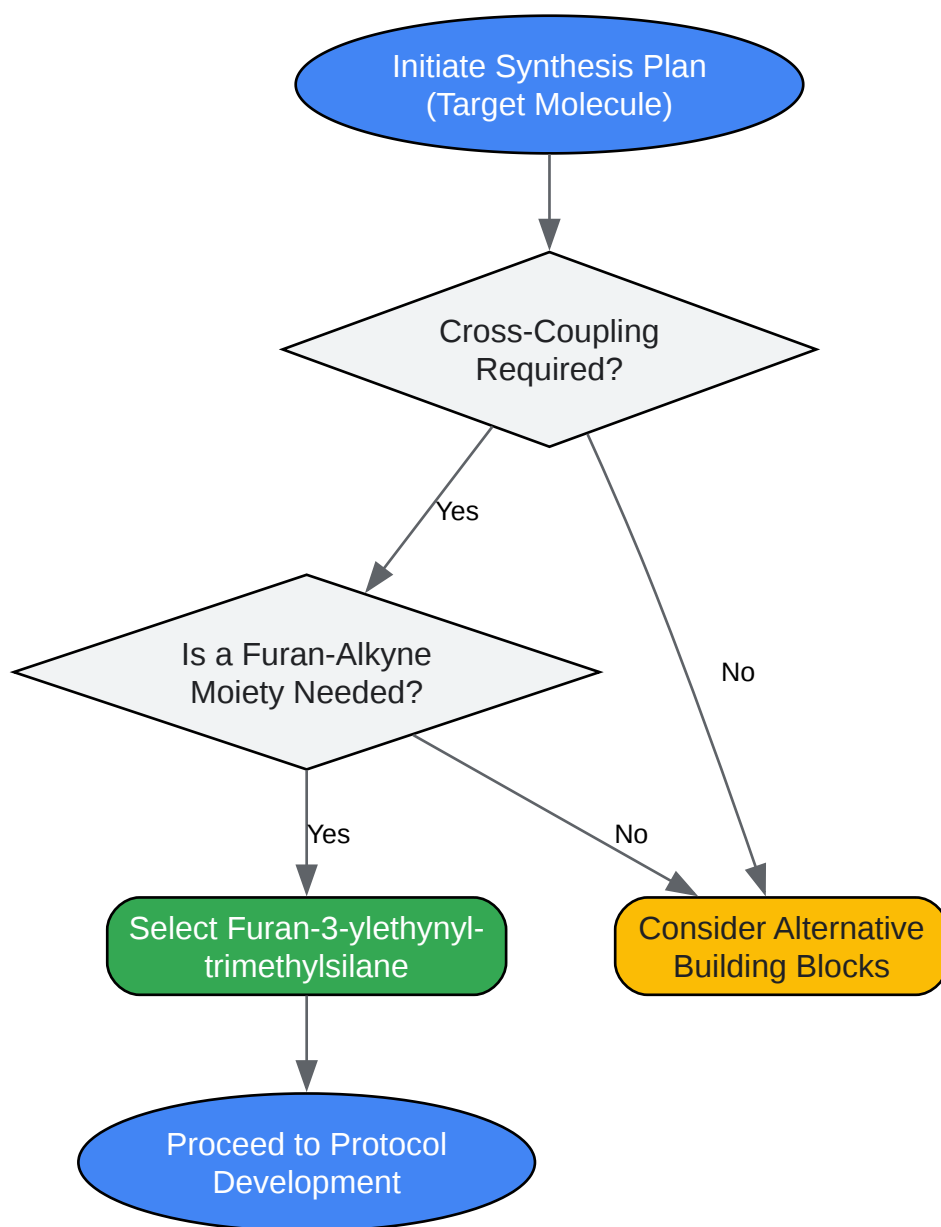 Initiate Synthesis Plan
(Target Molecule)
Cross-Coupling
Required?
Yes
No
Is a Furan-Alkyne
Moiety Needed?
Yes
No
Select Furan-3-ylethynyl-
trimethylsilane
Consider Alternative
Building Blocks
Proceed to Protocol
Development